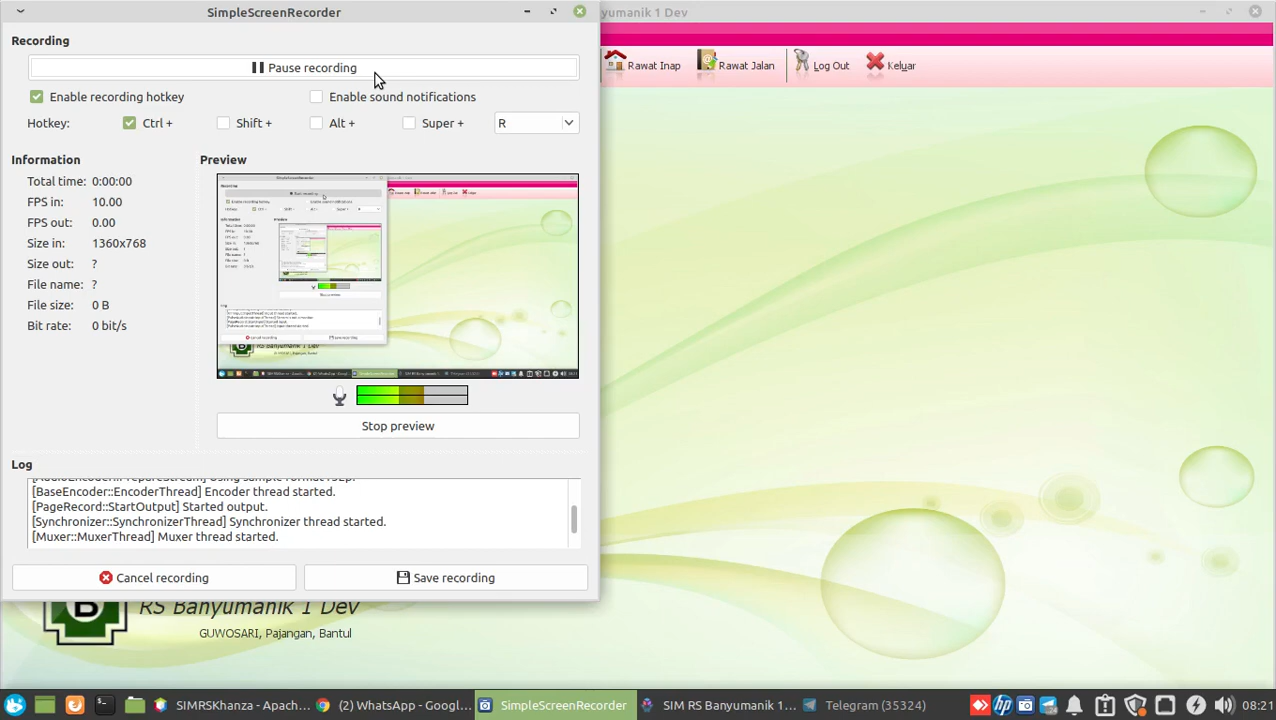 SimpleScreenRecorder
anyumanik 1 Dev
Recording
Pause recording
Rawat Inap
Rawat Jalan
Log Out
Keluar
Enable recording hotkey
Enable sound notifications
Hotkey:
Ctrl +
Shift +
Alt +
Super +
R
Information
Preview
Total time: 0:00:00
FPS in: 10.00
FPS out: 0.00
Size in: 1360x768
Size out: ?
File name: ?
File size: 0 B
Bit rate: 0 bit/s
Stop preview
Log
[BaseEncoder::EncoderThread] Encoder thread started.
[PageRecord::StartOutput] Started output.
[Synchronizer::SynchronizerThread] Synchronizer thread started.
[Muxer::MuxerThread] Muxer thread started.
Cancel recording
Save recording
B
RS Banyumanik 1 Dev
GUWOSARI, Pajangan, Bantul
SIMRSKhanza - Apach...
(2) WhatsApp - Googl...
SimpleScreenRecorder
SIM RS Banyumanik 1...
Telegram (35324)
08:21